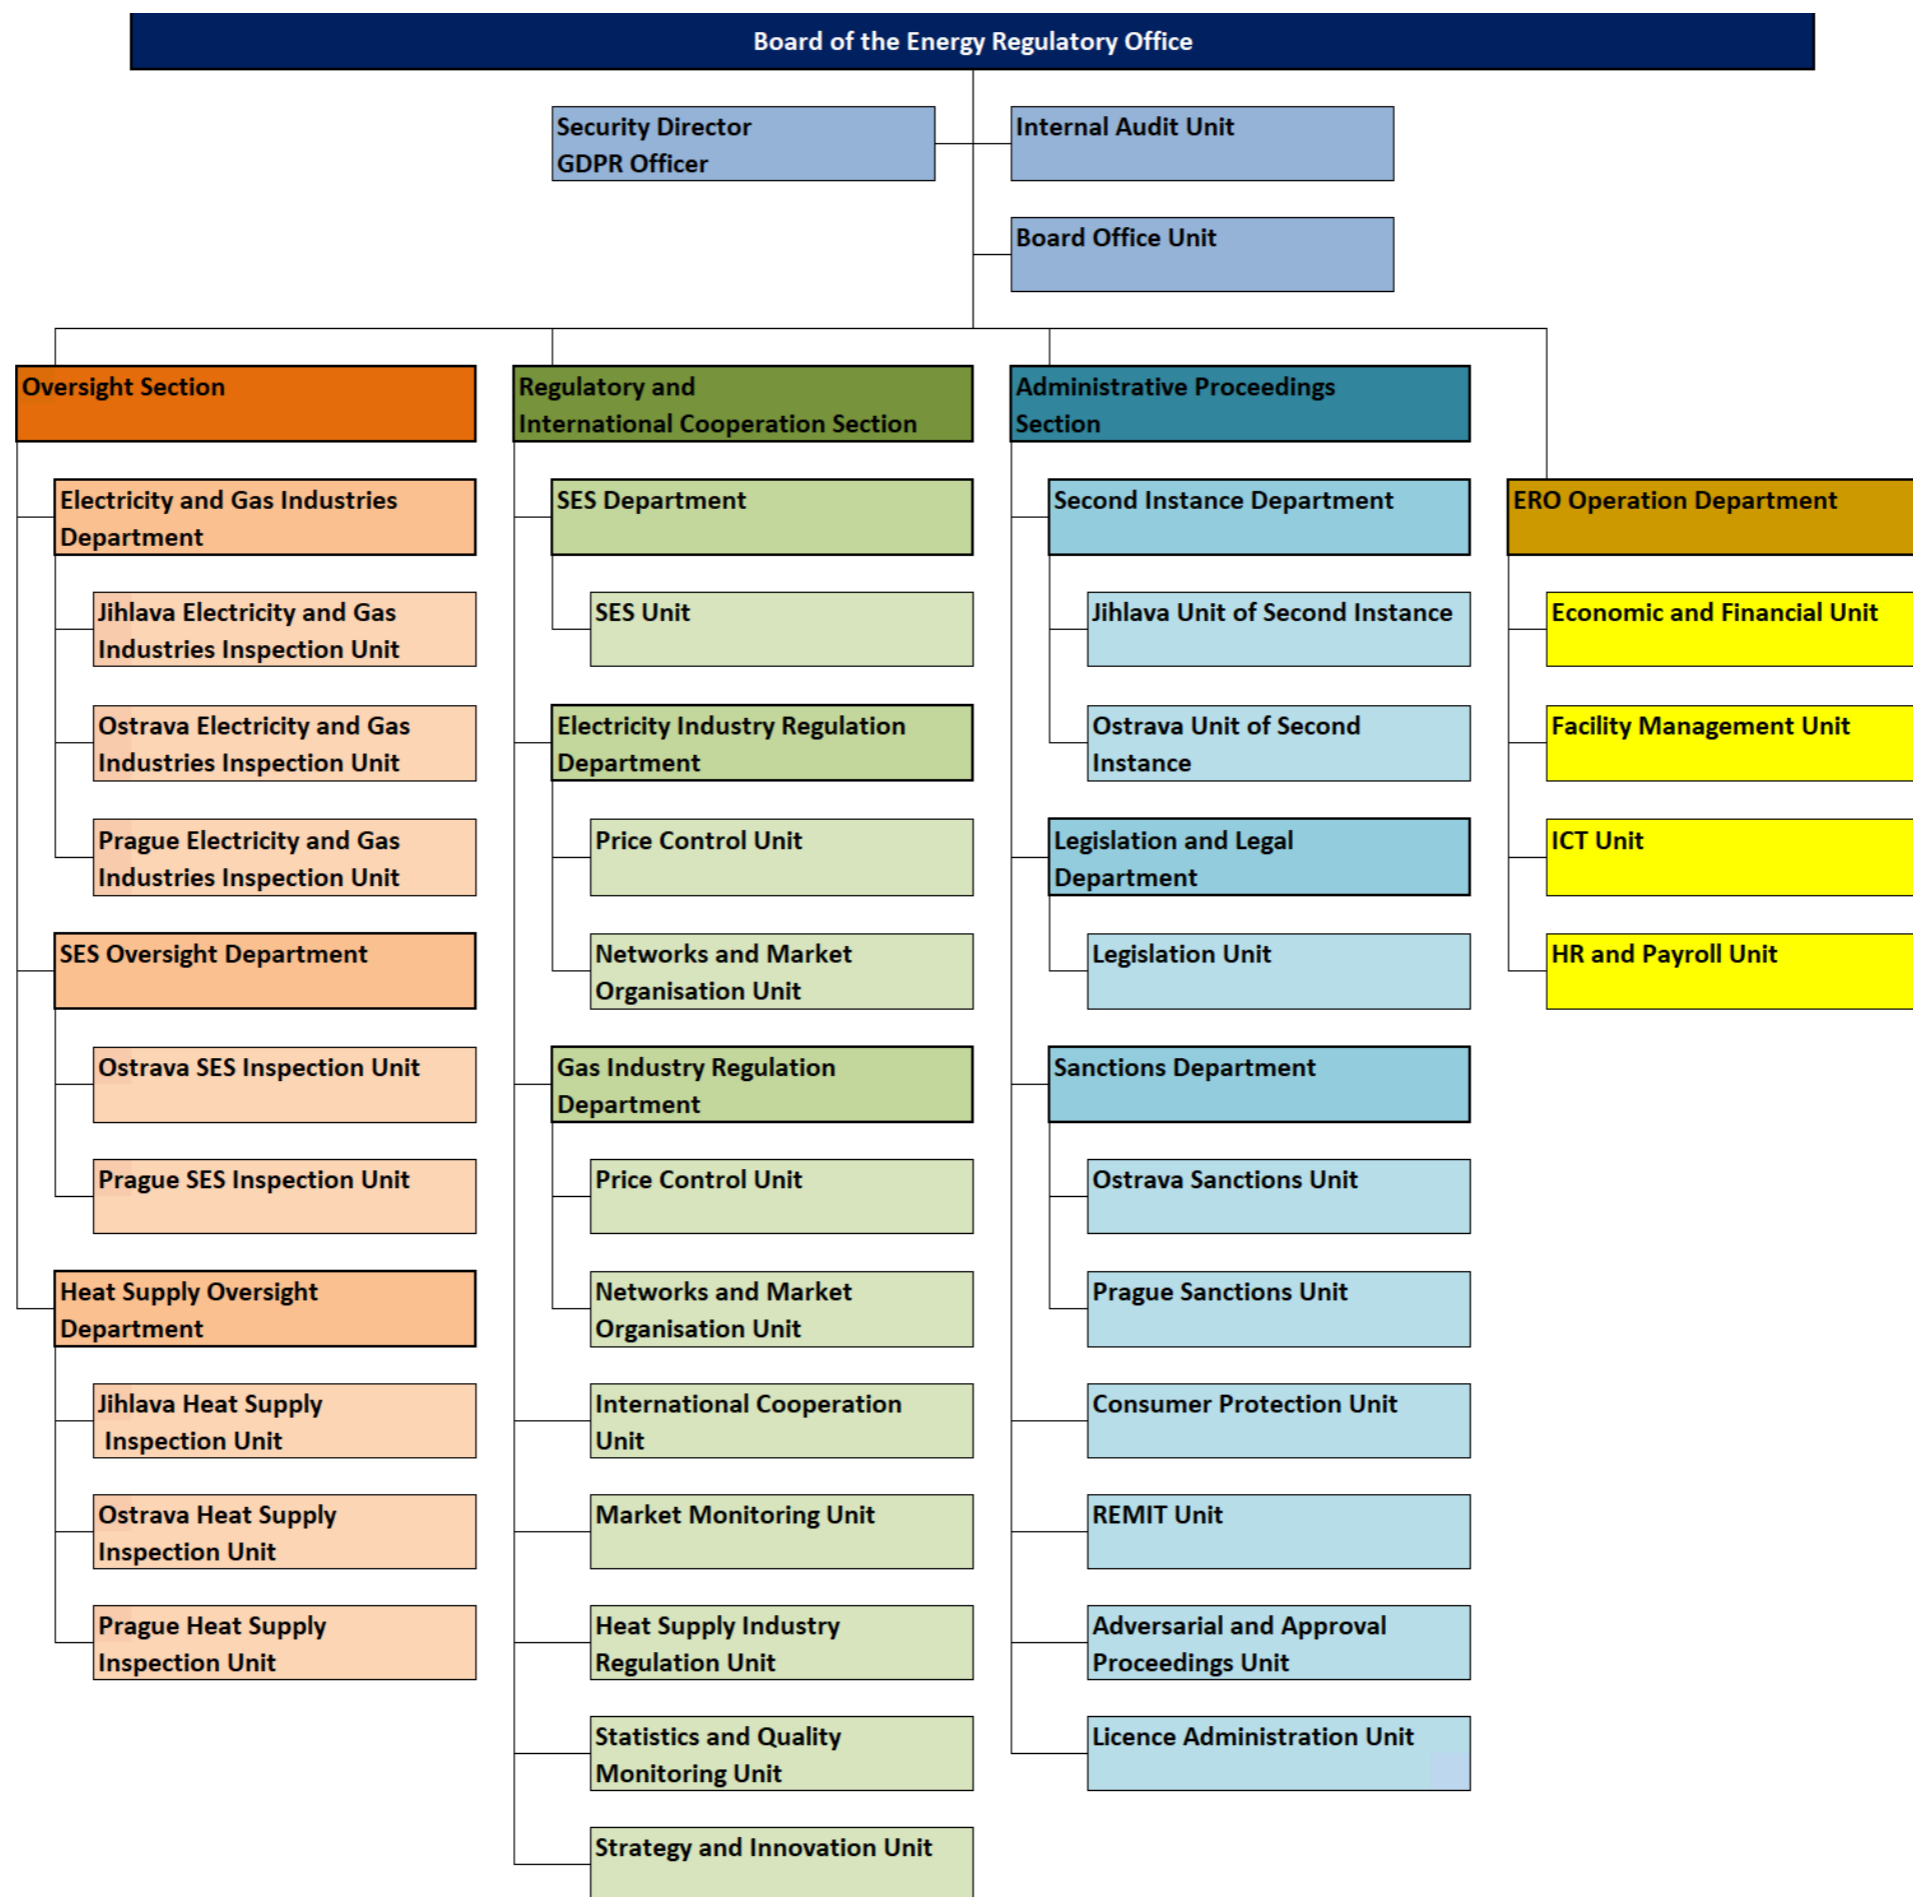 Board of the Energy Regulatory Office
Security Director
GDPR Officer
Internal Audit Unit
Board Office Unit
Oversight Section
Electricity and Gas Industries
Department
Jihlava Electricity and Gas
Industries Inspection Unit
Ostrava Electricity and Gas
Industries Inspection Unit
Prague Electricity and Gas
Industries Inspection Unit
SES Oversight Department
Ostrava SES Inspection Unit
Prague SES Inspection Unit
Heat Supply Oversight
Department
Jihlava Heat Supply
Inspection Unit
Ostrava Heat Supply
Inspection Unit
Prague Heat Supply
Inspection Unit
Regulatory and
International Cooperation Section
SES Department
SES Unit
Electricity Industry Regulation
Department
Price Control Unit
Networks and Market
Organisation Unit
Gas Industry Regulation
Department
Price Control Unit
Networks and Market
Organisation Unit
International Cooperation
Unit
Market Monitoring Unit
Heat Supply Industry
Regulation Unit
Statistics and Quality
Monitoring Unit
Strategy and Innovation Unit
Administrative Proceedings
Section
Second Instance Department
Jihlava Unit of Second Instance
Ostrava Unit of Second
Instance
Legislation and Legal
Department
Legislation Unit
Sanctions Department
Ostrava Sanctions Unit
Prague Sanctions Unit
Consumer Protection Unit
REMIT Unit
Adversarial and Approval
Proceedings Unit
Licence Administration Unit
ERO Operation Department
Economic and Financial Unit
Facility Management Unit
ICT Unit
HR and Payroll Unit